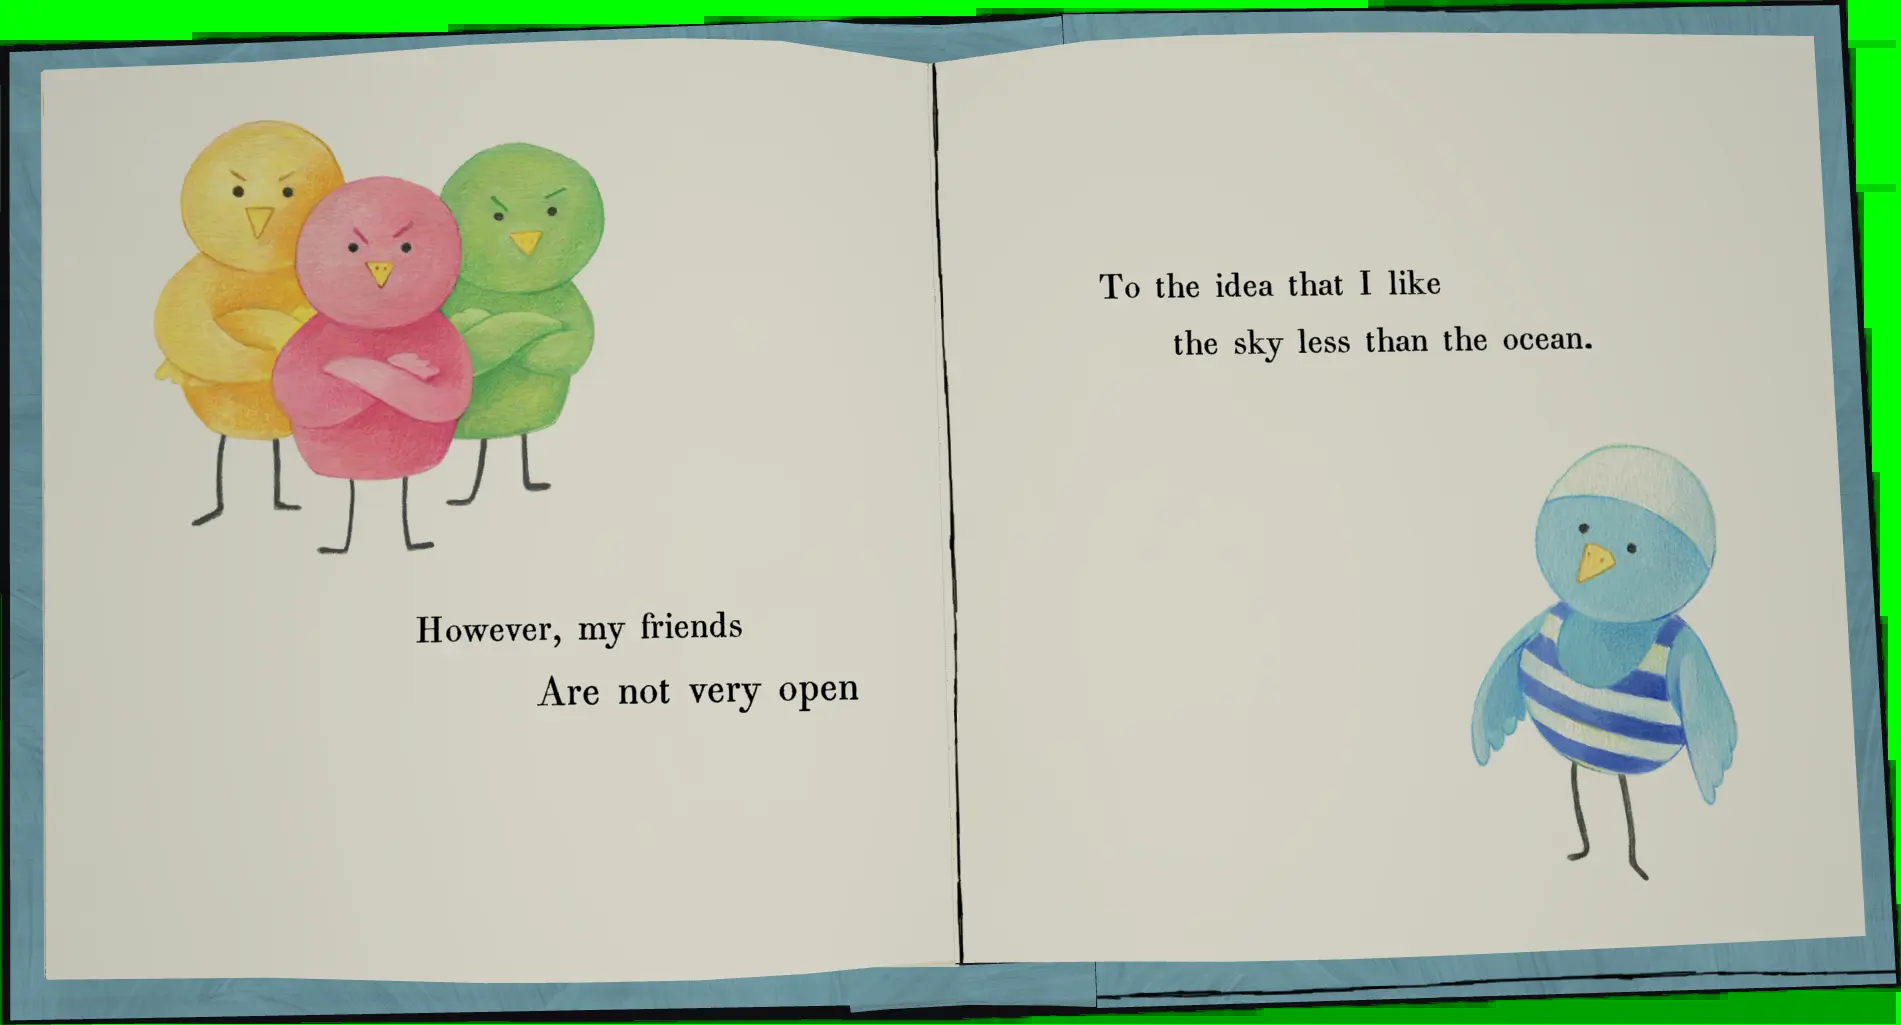 However, my friends
Are not very open
To the idea that I like
the sky less than the ocean.